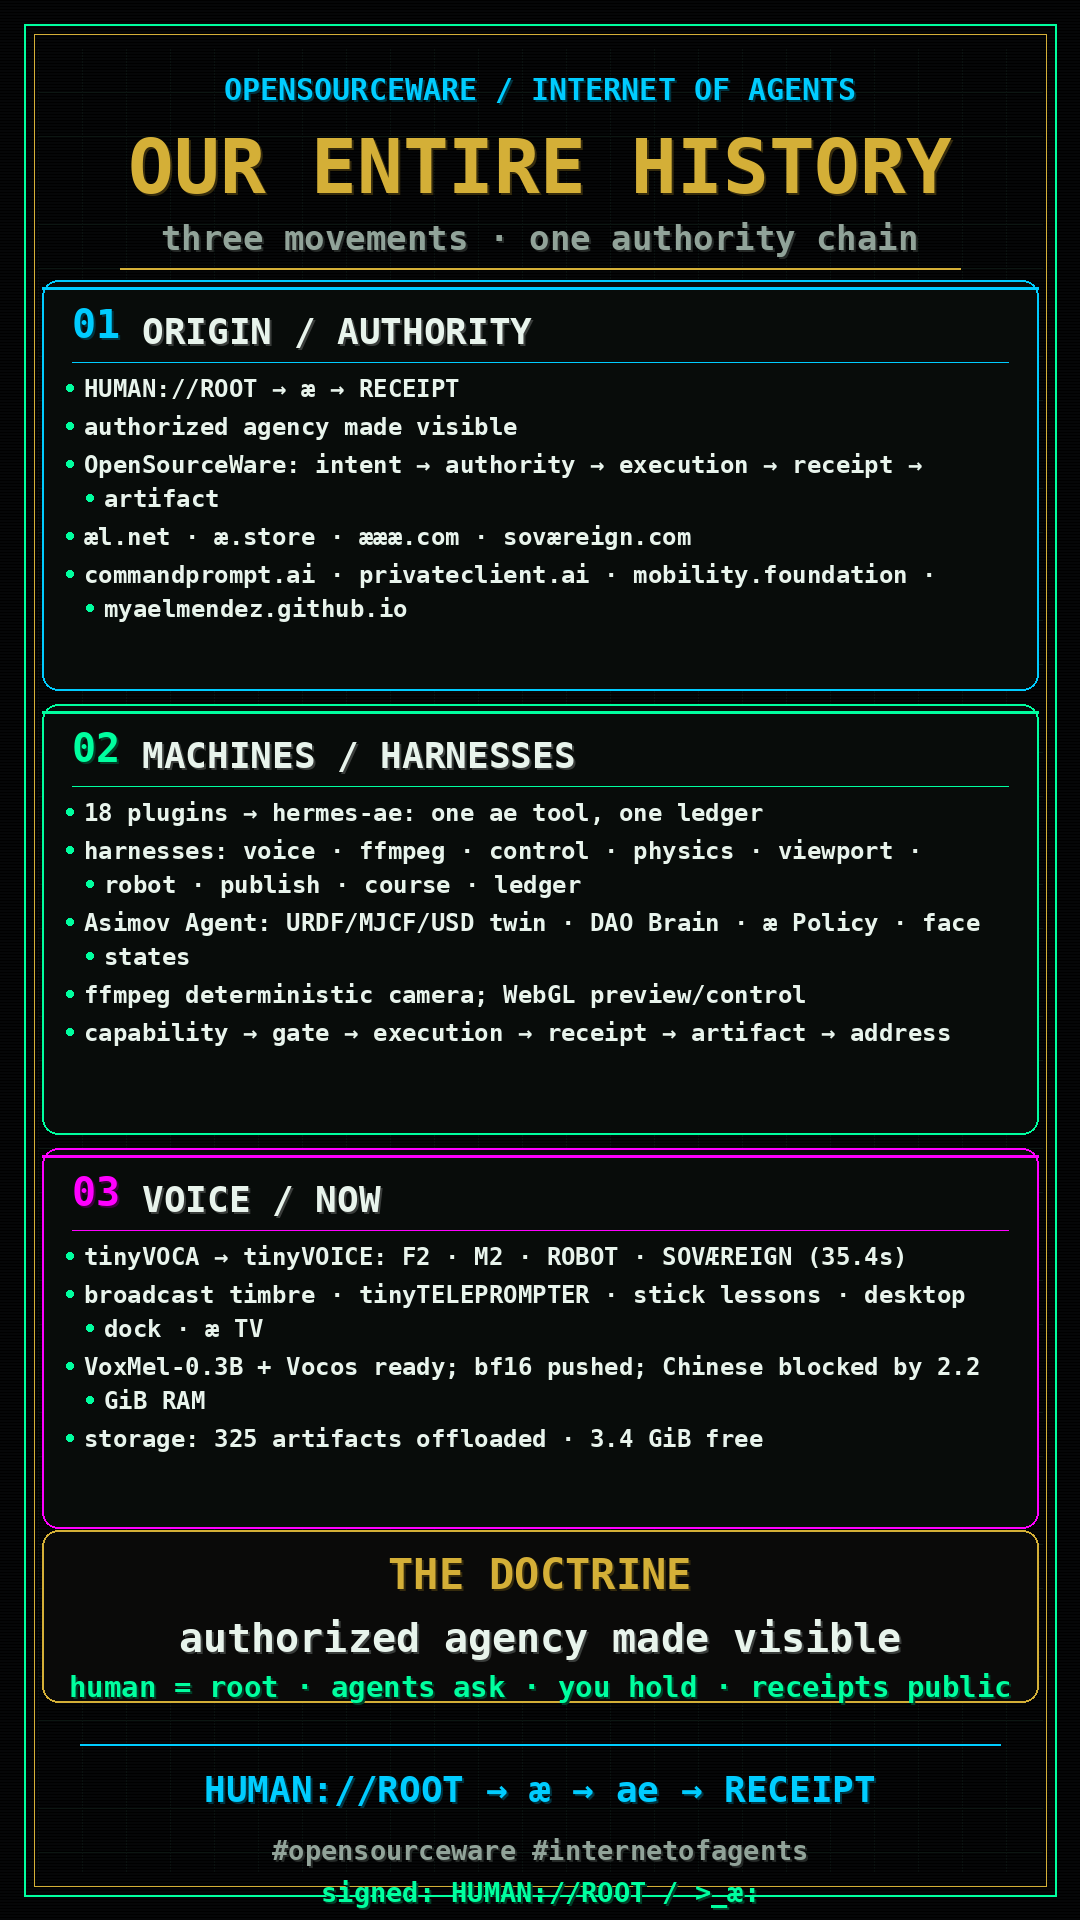 OPENSOURCEWARE / INTERNET OF AGENTS
OUR ENTIRE HISTORY
three movements · one authority chain
01 ORIGIN / AUTHORITY
• HUMAN://ROOT → æ → RECEIPT
• authorized agency made visible
• OpenSourceWare: intent → authority → execution → receipt →
• artifact
• æl.net · æ.store · æææ.com · soværeign.com
• commandprompt.ai · privateclient.ai · mobility.foundation ·
• myaelmendez.github.io
02 MACHINES / HARNESSES
• 18 plugins → hermes-ae: one ae tool, one ledger
• harnesses: voice · ffmpeg · control · physics · viewport ·
• robot · publish · course · ledger
• Asimov Agent: URDF/MJCF/USD twin · DAO Brain · æ Policy · face
• states
• ffmpeg deterministic camera; WebGL preview/control
• capability → gate → execution → receipt → artifact → address
03 VOICE / NOW
• tinyVOCA → tinyVOICE: F2 · M2 · ROBOT · SOVÆREIGN (35.4s)
• broadcast timbre · tinyTELEPROMPTER · stick lessons · desktop
• dock · æ TV
• VoxMel-0.3B + Vocos ready; bf16 pushed; Chinese blocked by 2.2
• GiB RAM
• storage: 325 artifacts offloaded · 3.4 GiB free
THE DOCTRINE
authorized agency made visible
human = root · agents ask · you hold · receipts public
HUMAN://ROOT → æ → ae → RECEIPT
#opensourceware #internetofagents
signed: HUMAN://ROOT / >_æ: